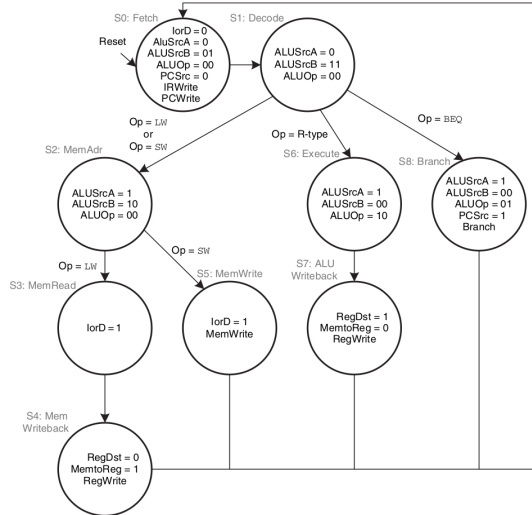 S0: Fetch
S1: Decode
Reset
IorD = 0
AluSrcA = 0
ALUSrcB = 01
ALUOp = 00
PCSrc = 0
IRWrite
PCWrite
ALUSrcA = 0
ALUSrcB = 11
ALUOp = 00
Op = LW
or
Op = SW
Op = R-type
Op = BEQ
S2: MemAdr
S6: Execute
S8: Branch
ALUSrcA = 1
ALUSrcB = 10
ALUOp = 00
ALUSrcA = 1
ALUSrcB = 00
ALUOp = 10
ALUSrcA = 1
ALUSrcB = 00
ALUOp = 01
PCSrc = 1
Branch
Op = LW
Op = SW
S3: MemRead
S5: MemWrite
S7: ALU
Writeback
IorD = 1
IorD = 1
MemWrite
RegDst = 1
MemtoReg = 0
RegWrite
S4: Mem
Writeback
RegDst = 0
MemtoReg = 1
RegWrite